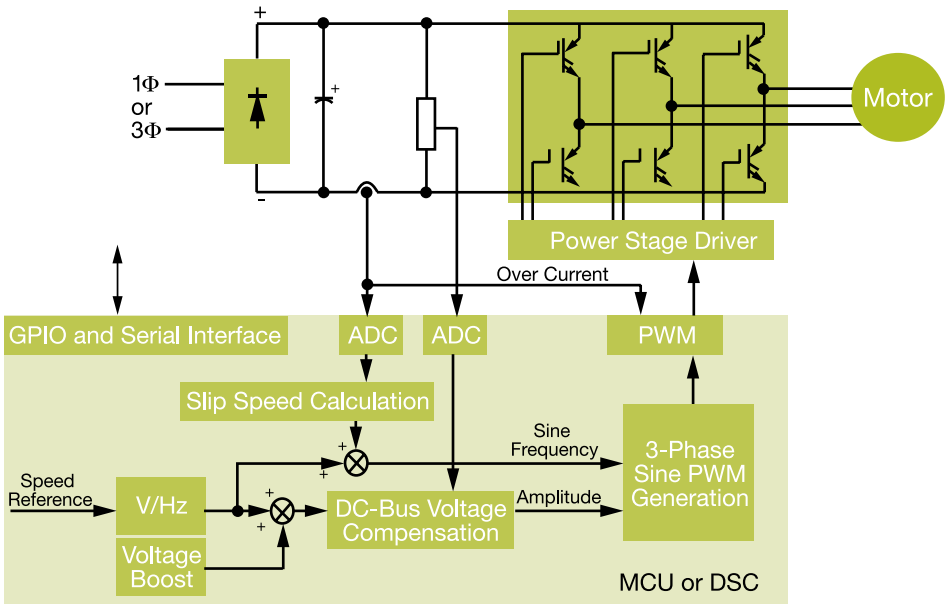 +
1Φ
or
3Φ
-
+
Motor
Power Stage Driver
Over Current
GPIO and Serial Interface
ADC
ADC
PWM
Slip Speed Calculation
Sine
Frequency
+
+
3-Phase
Sine PWM
Generation
Speed
Reference
V/Hz
+
+
DC-Bus Voltage
Compensation
Amplitude
Voltage
Boost
MCU or DSC